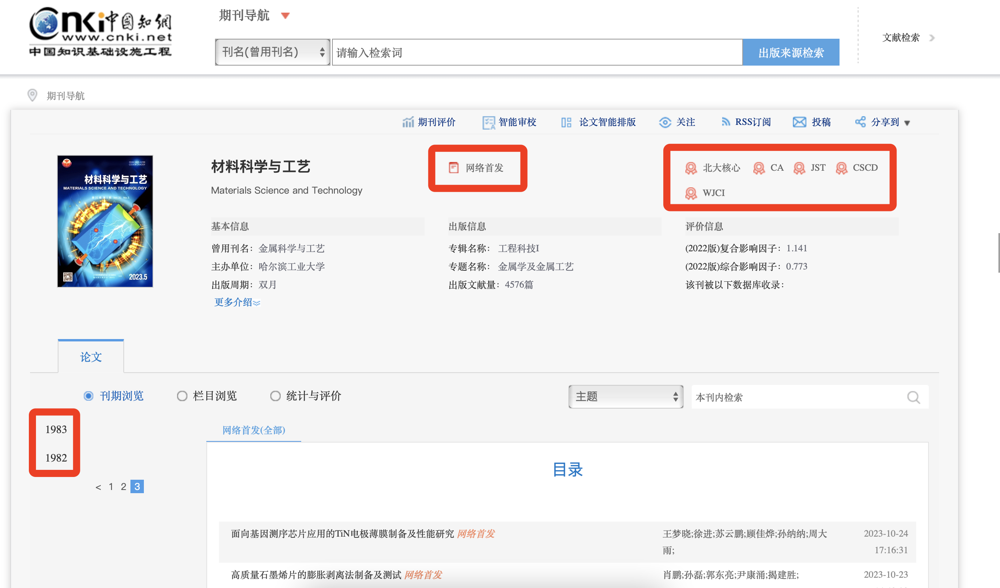 cnki中国知網
www.cnki.net
中国知识基础设施工程
期刊导航
刊名(曾用刊名)
请输入检索词
出版来源检索
文献检索
期刊导航
期刊评价
智能审校
论文智能排版
关注
RSS订阅
投稿
分享到
材料科学与工艺
MATERIALS SCIENCE AND TECHNOLOGY
第31卷 第5期 Vol.31 No.5
2023.5
材料科学与工艺
Materials Science and Technology
网络首发
北大核心 CA JST CSCD
WJCI
基本信息
曾用刊名：金属科学与工艺
主办单位：哈尔滨工业大学
出版周期：双月
更多介绍
出版信息
专辑名称：工程科技I
专题名称：金属学及金属工艺
出版文献量：4576篇
评价信息
(2022版)复合影响因子：1.141
(2022版)综合影响因子：0.773
该刊被以下数据库收录：
论文
刊期浏览
栏目浏览
统计与评价
主题
本刊内检索
1983
1982
< 1 2 3
网络首发(全部)
目录
面向基因测序芯片应用的TiN电极薄膜制备及性能研究 网络首发
王梦晓;徐进;苏云鹏;顾佳烨;孙纳纳;周大
雨;
2023-10-24
17:16:31
高质量石墨烯片的膨胀剥离法制备及测试 网络首发
肖鹏;孙磊;郭东亮;尹康涌;揭建胜;
2023-10-23